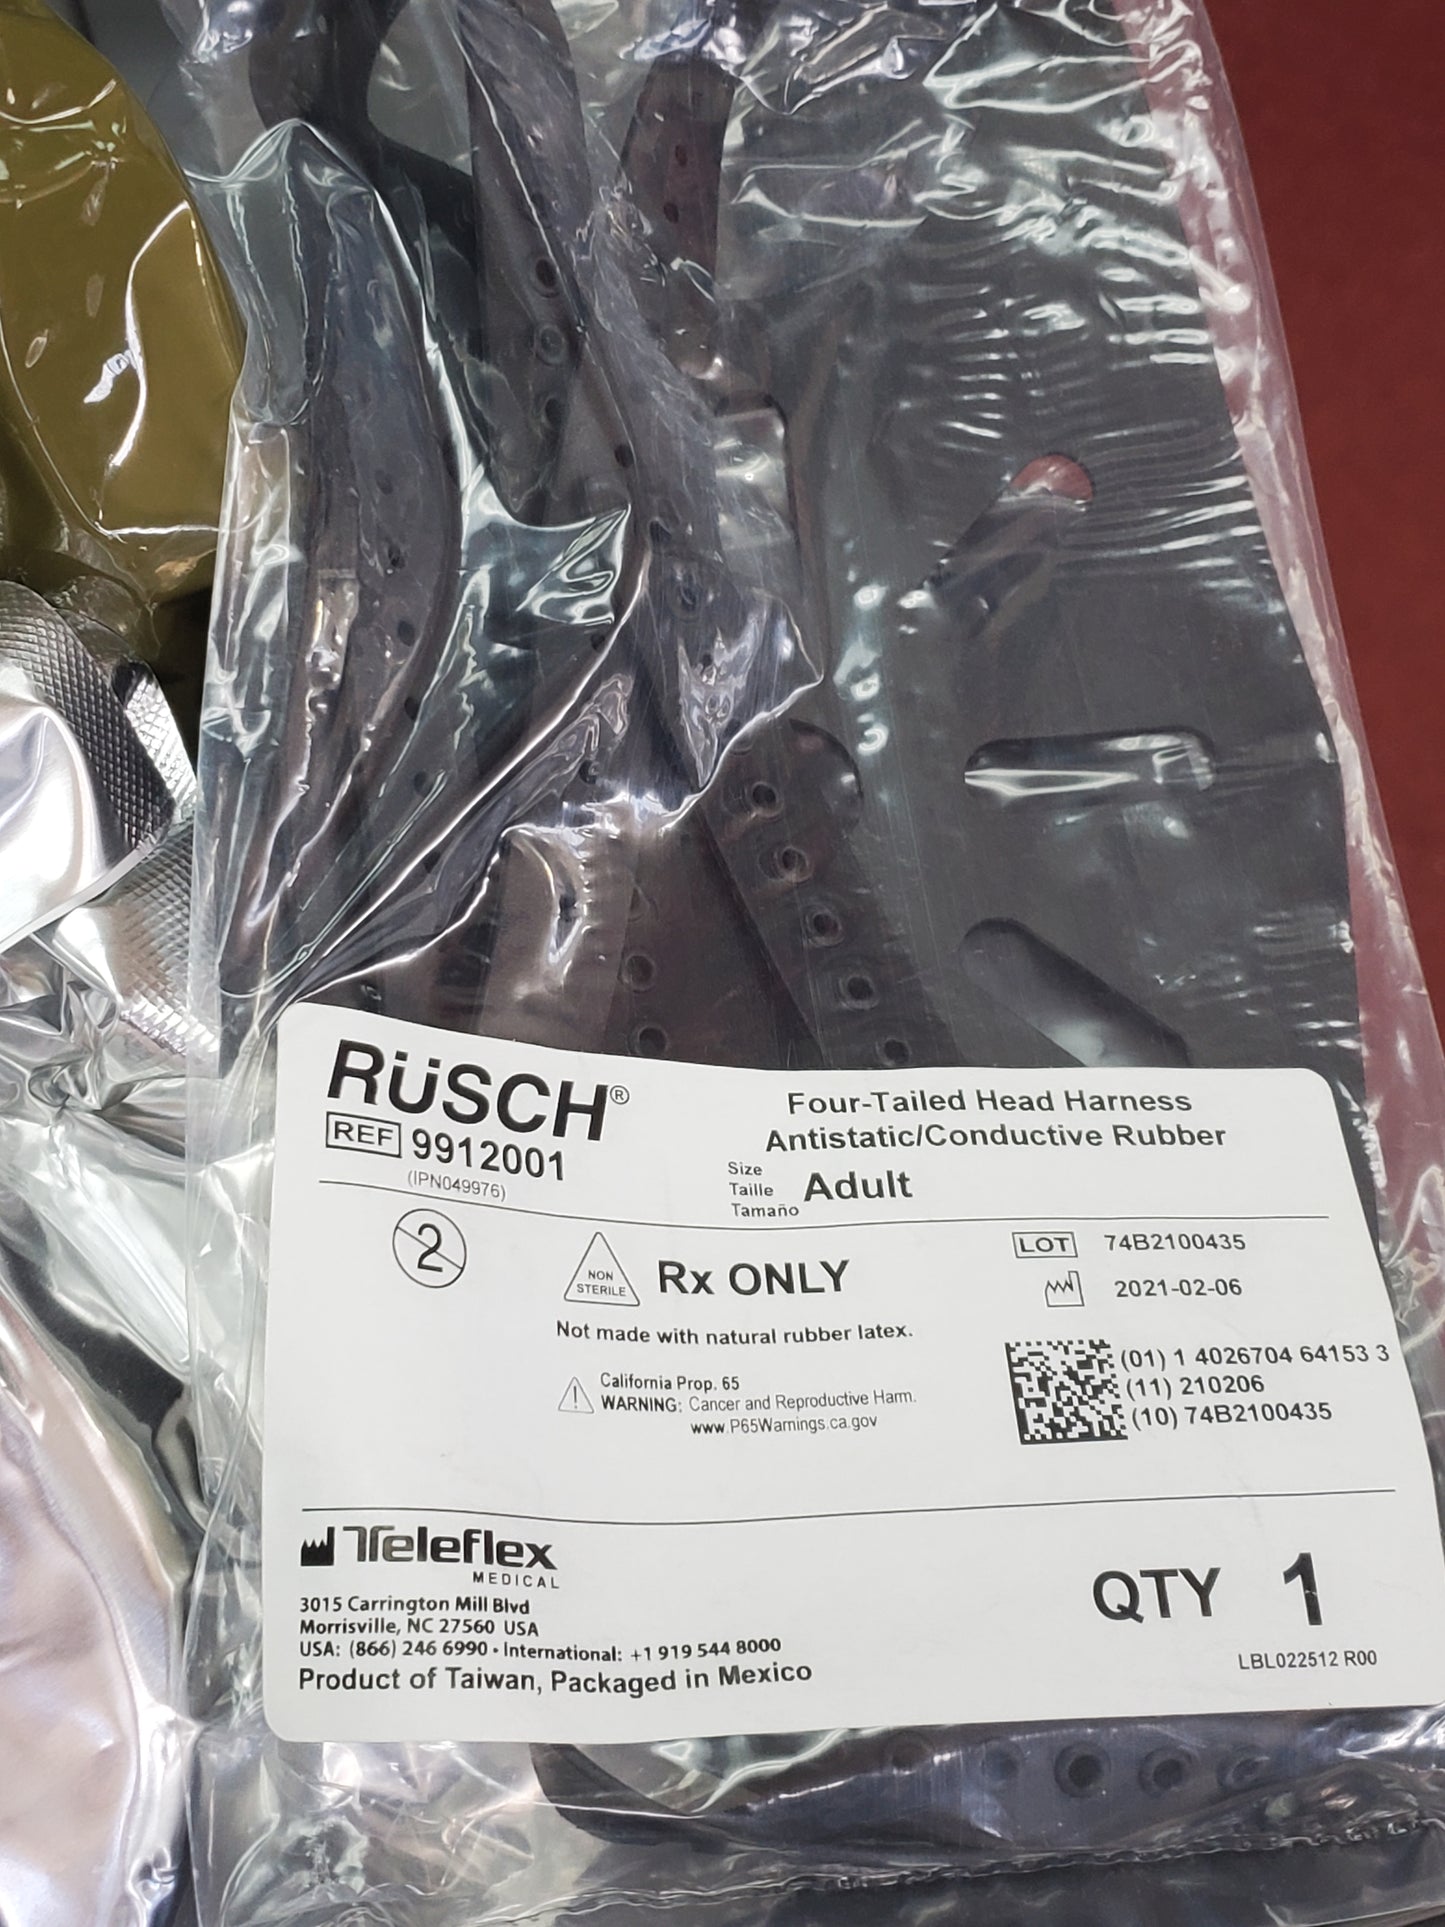 RüSCH®
REF 9912001
(IPN049976)
Four-Tailed Head Harness
Antistatic/Conductive Rubber
Size
Taille
Tamaño
Adult
2
NON
STERILE
Rx ONLY
Not made with natural rubber latex.
California Prop. 65
WARNING: Cancer and Reproductive Harm.
www.P65Warnings.ca.gov
LOT 74B2100435
2021-02-06
(01) 1 4026704 64153 3
(11) 210206
(10) 74B2100435
Teleflex
MEDICAL
3015 Carrington Mill Blvd
Morrisville, NC 27560 USA
USA: (866) 246 6990 • International: +1 919 544 8000
Product of Taiwan, Packaged in Mexico
QTY 1
LBL022512 R00